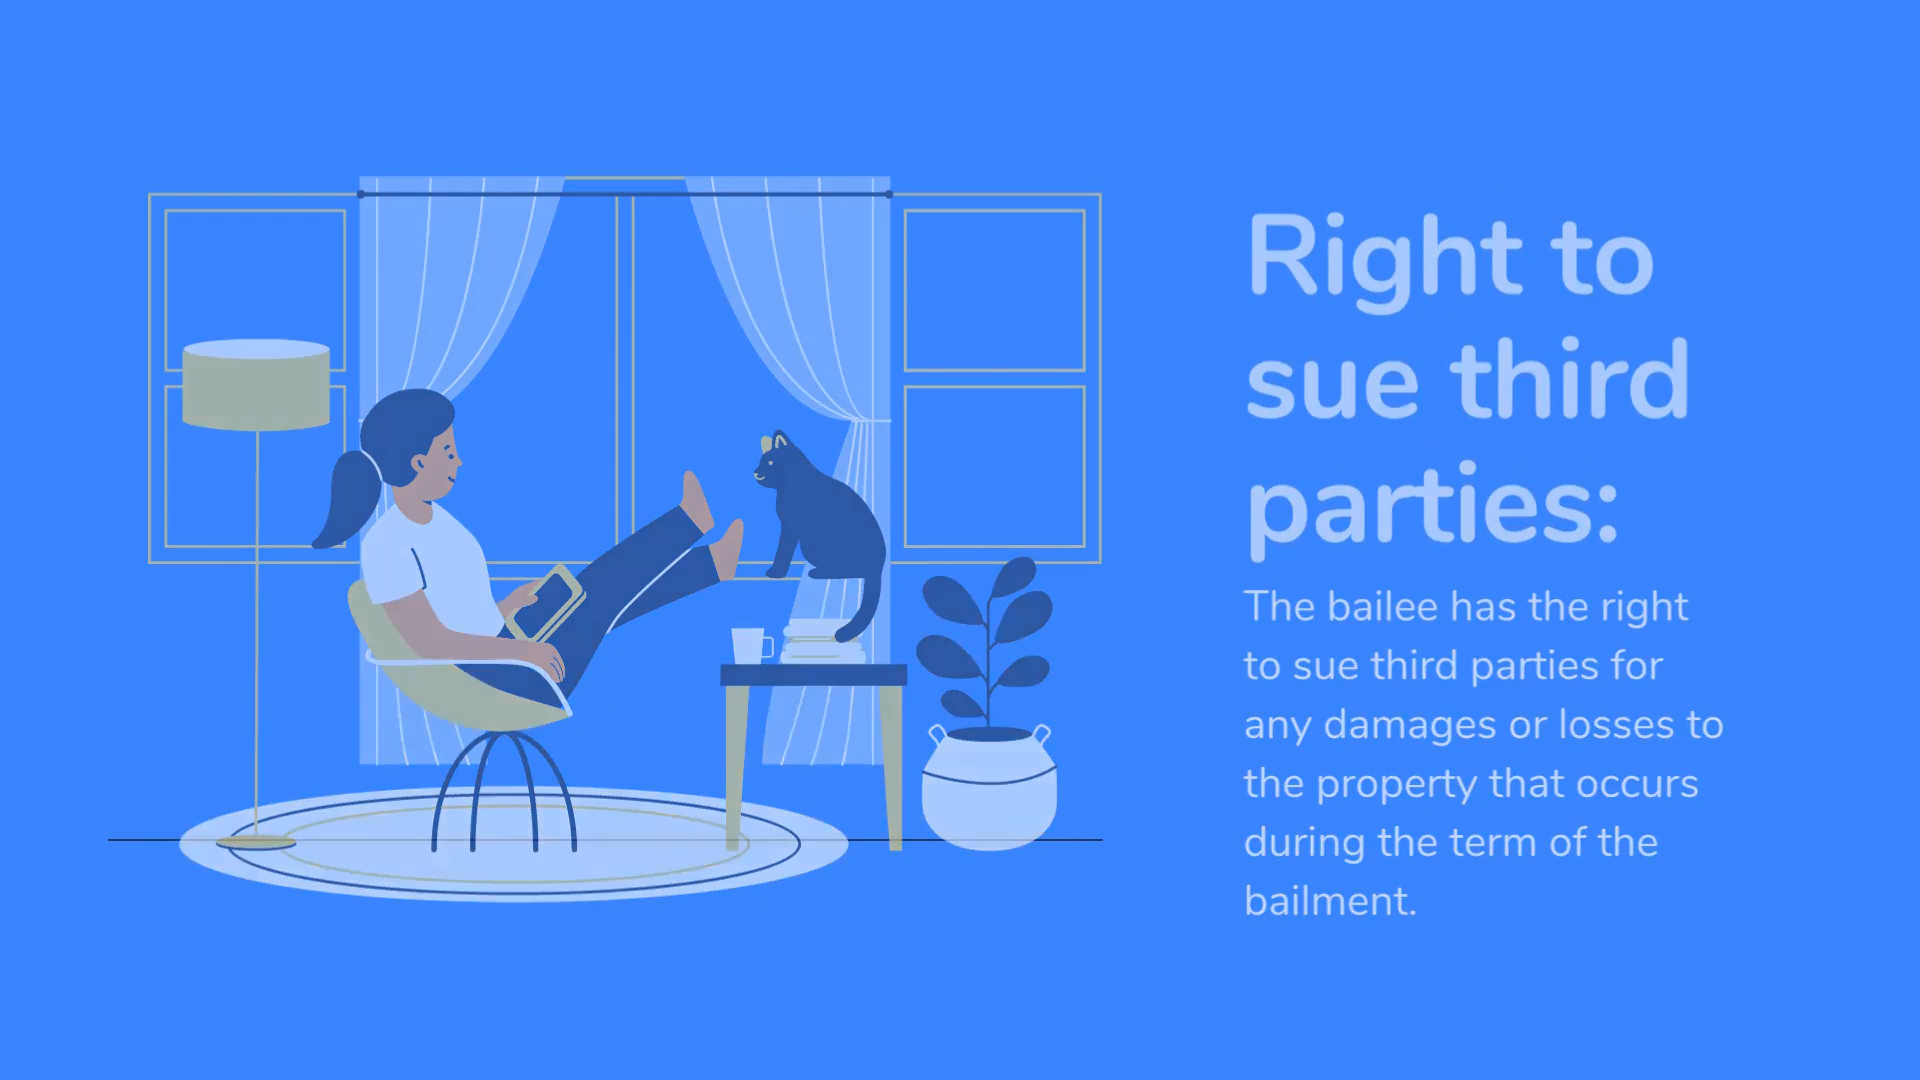 Right to
sue third
parties:
The bailee has the right
to sue third parties for
any damages or losses to
the property that occurs
during the term of the
bailment.